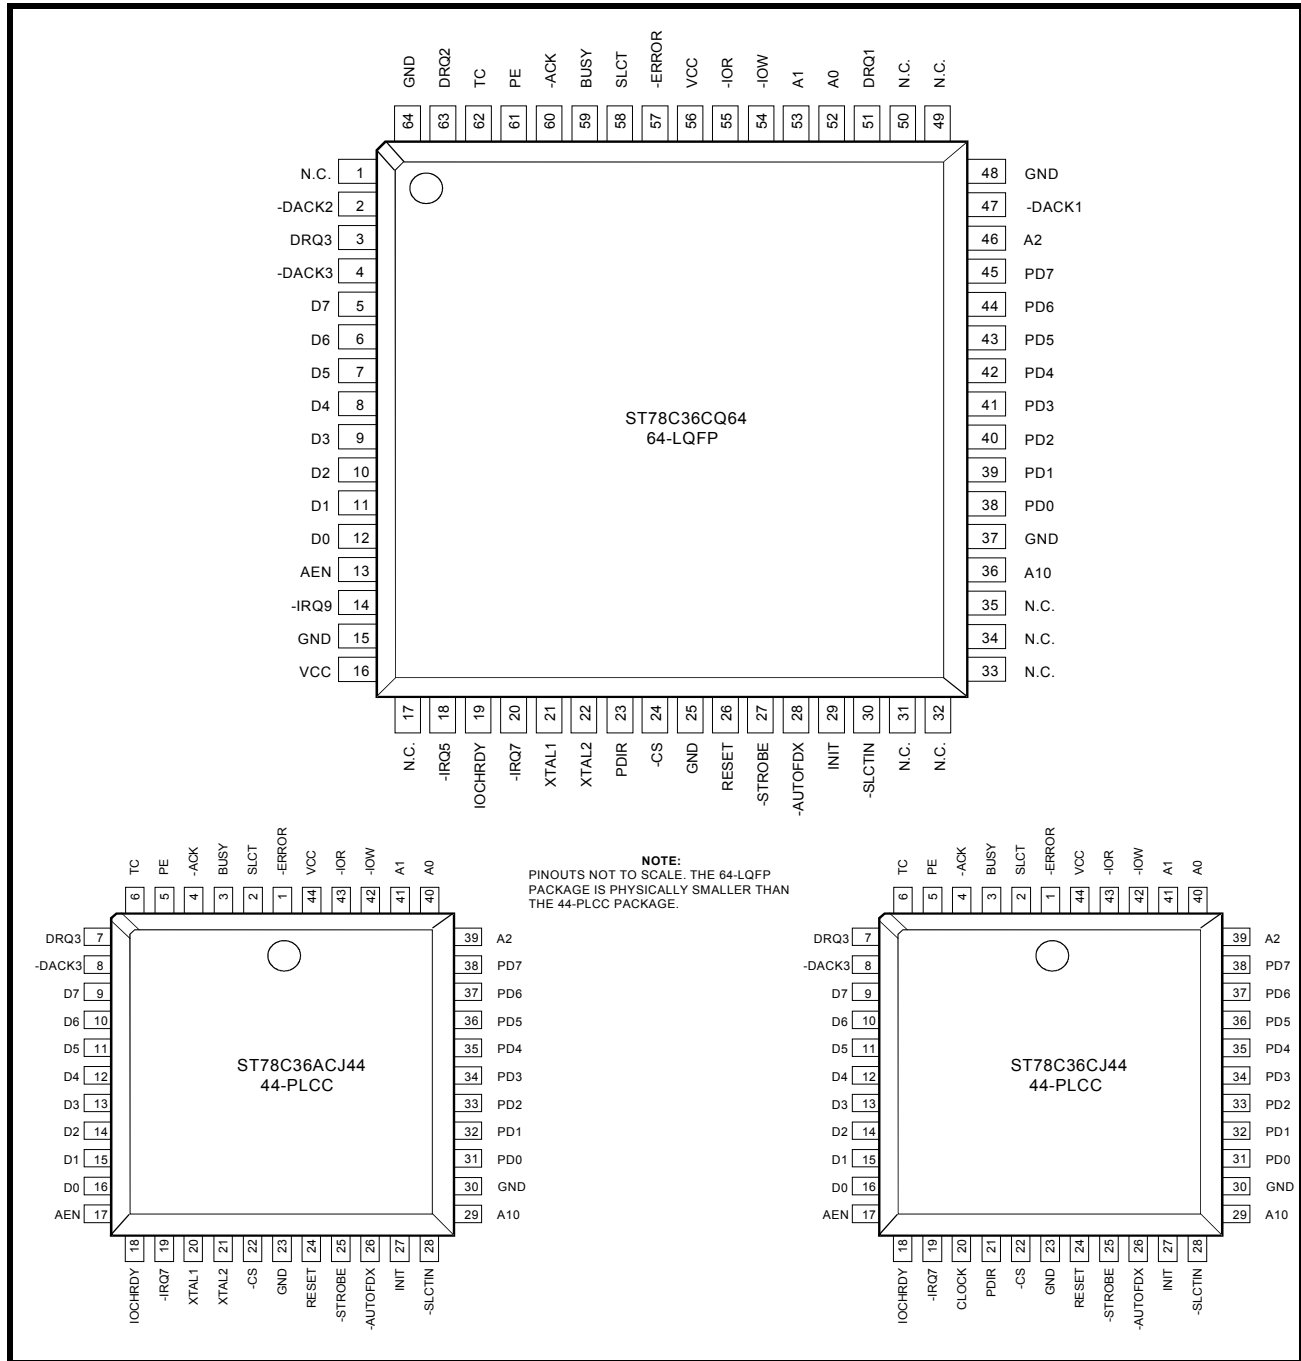 GND DRQ2 TC PE -ACK BUSY SLCT -ERROR VCC -IOR -IOW A1 A0 DRQ1 N.C. N.C.
64 63 62 61 60 59 58 57 56 55 54 53 52 51 50 49
N.C. 1 48 GND
-DACK2 2 47 -DACK1
DRQ3 3 46 A2
-DACK3 4 45 PD7
D7 5 44 PD6
D6 6 43 PD5
D5 7 42 PD4
D4 8 41 PD3
ST78C36CQ64
64-LQFP
D3 9 40 PD2
D2 10 39 PD1
D1 11 38 PD0
D0 12 37 GND
AEN 13 36 A10
-IRQ9 14 35 N.C.
GND 15 34 N.C.
VCC 16 33 N.C.
17 18 19 20 21 22 23 24 25 26 27 28 29 30 31 32
N.C. -IRQ5 IOCHRDY -IRQ7 XTAL1 XTAL2 PDIR -CS GND RESET -STROBE -AUTOFDX INIT -SLCTIN N.C. N.C.
TC PE -ACK BUSY SLCT -ERROR VCC -IOR -IOW A1 A0
6 5 4 3 2 1 44 43 42 41 40
DRQ3 7 39 A2
-DACK3 8 38 PD7
D7 9 37 PD6
D6 10 36 PD5
D5 11 35 PD4
ST78C36ACJ44
44-PLCC
D4 12 34 PD3
D3 13 33 PD2
D2 14 32 PD1
D1 15 31 PD0
D0 16 30 GND
AEN 17 29 A10
18 19 20 21 22 23 24 25 26 27 28
IOCHRDY -IRQ7 XTAL1 XTAL2 -CS GND RESET -STROBE -AUTOFDX INIT -SLCTIN
NOTE:
PINOUTS NOT TO SCALE. THE 64-LQFP
PACKAGE IS PHYSICALLY SMALLER THAN
THE 44-PLCC PACKAGE.
TC PE -ACK BUSY SLCT -ERROR VCC -IOR -IOW A1 A0
6 5 4 3 2 1 44 43 42 41 40
DRQ3 7 39 A2
-DACK3 8 38 PD7
D7 9 37 PD6
D6 10 36 PD5
D5 11 35 PD4
ST78C36CJ44
44-PLCC
D4 12 34 PD3
D3 13 33 PD2
D2 14 32 PD1
D1 15 31 PD0
D0 16 30 GND
AEN 17 29 A10
18 19 20 21 22 23 24 25 26 27 28
IOCHRDY -IRQ7 CLOCK PDIR -CS GND RESET -STROBE -AUTOFDX INIT -SLCTIN